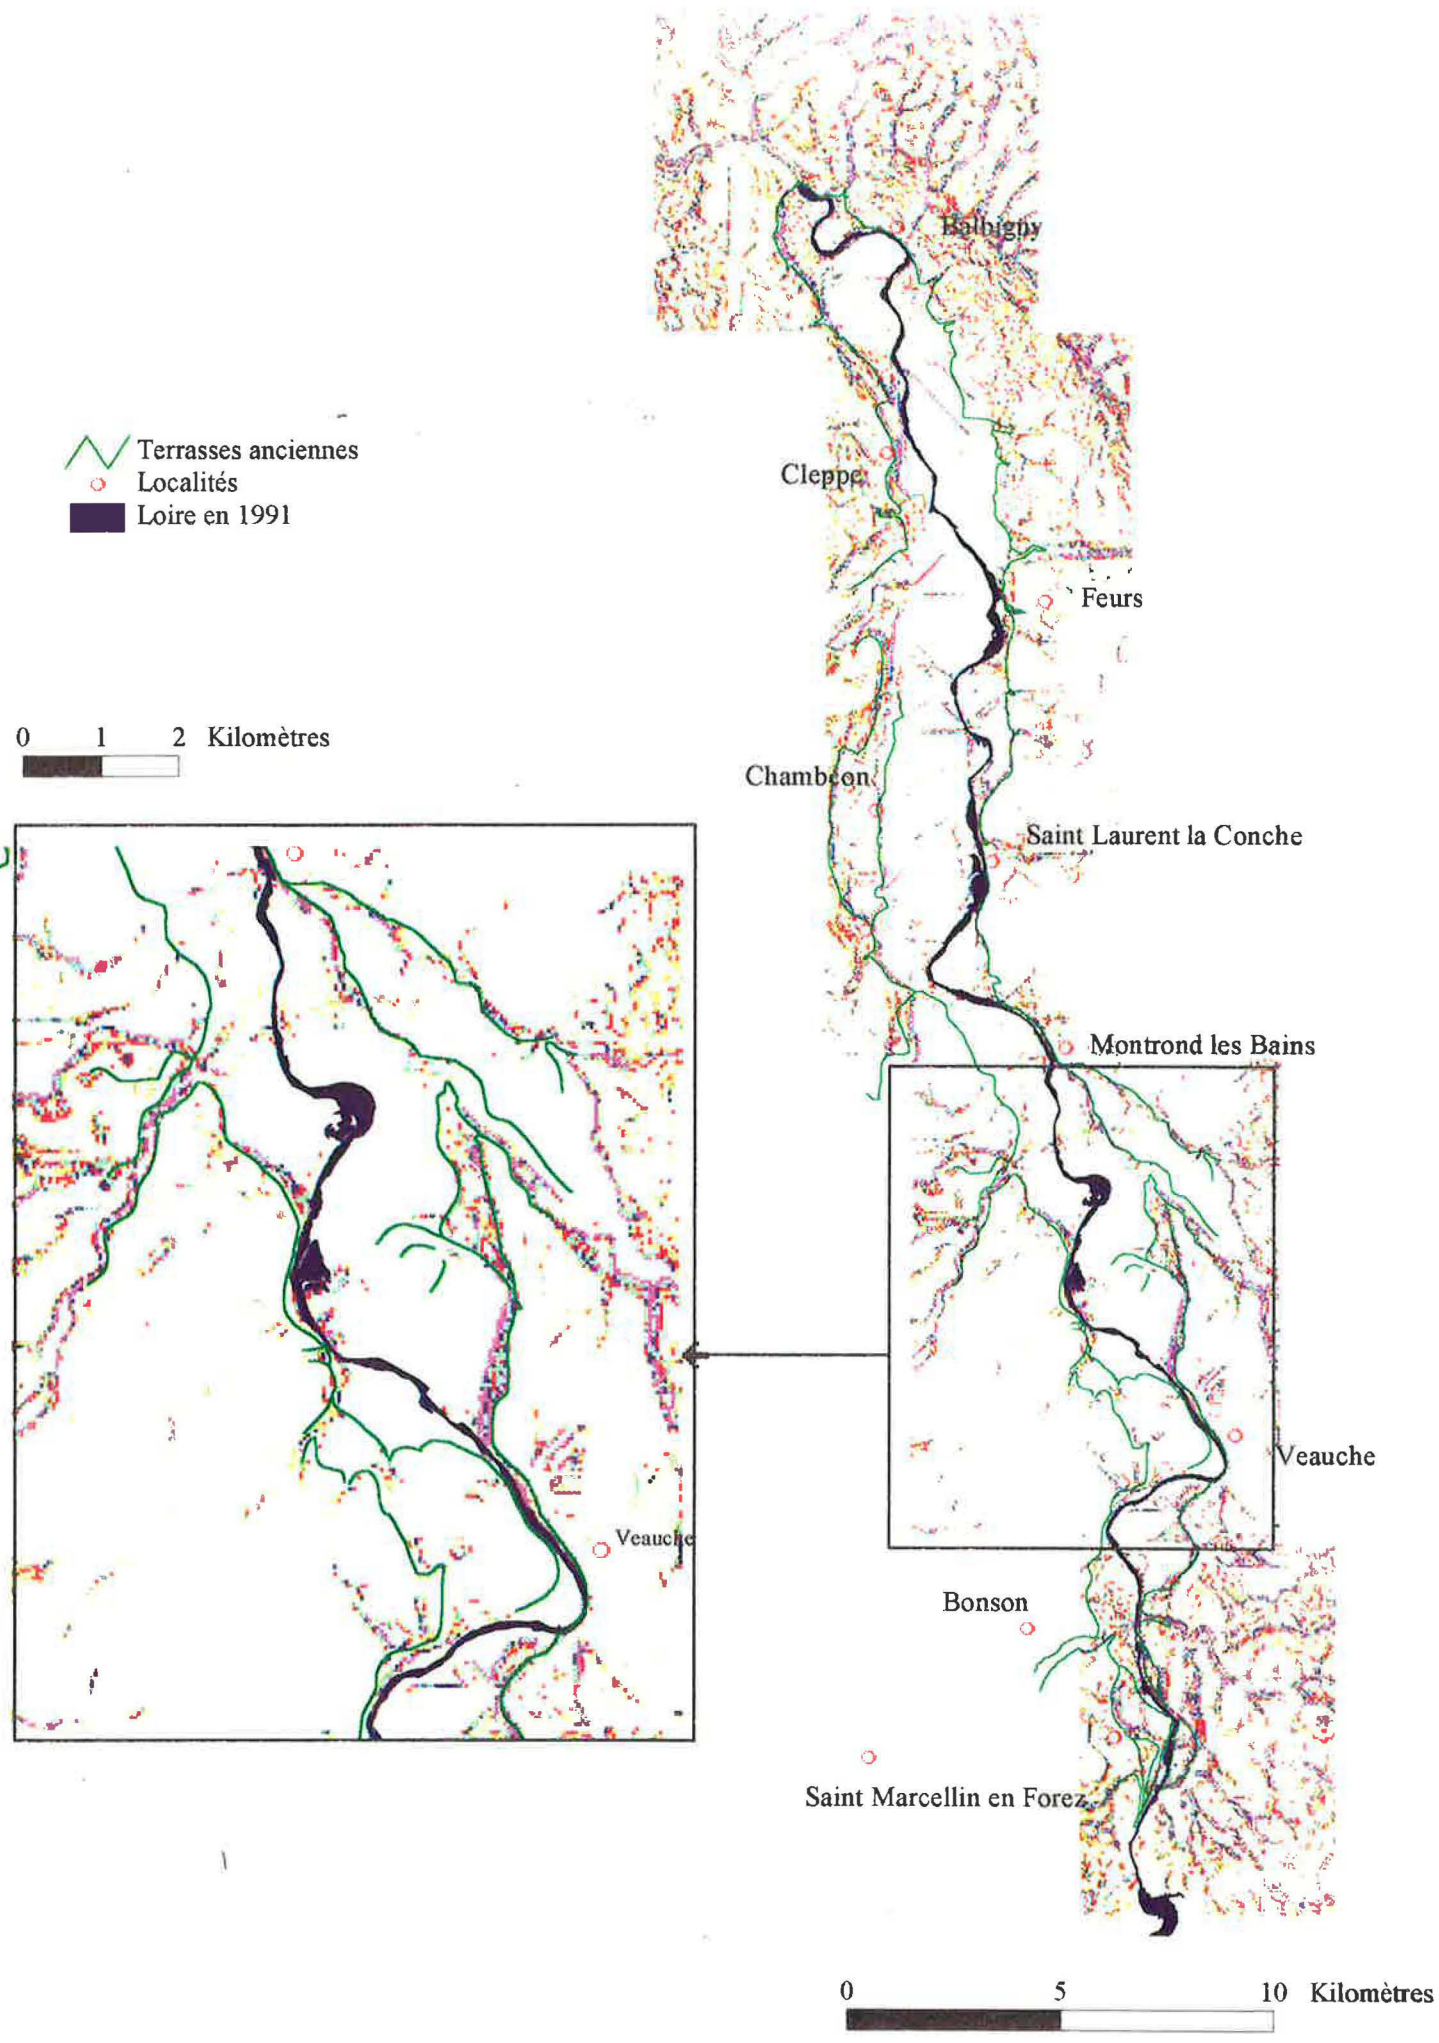 Balbigny
Terrasses anciennes
Localités
Loire en 1991
Cleppe
Feurs
0 1 2 Kilomètres
Chambéon
Saint Laurent la Conche
Montrond les Bains
Veauche
Veauche
Bonson
Saint Marcellin en Forez
0 5 10 Kilomètres